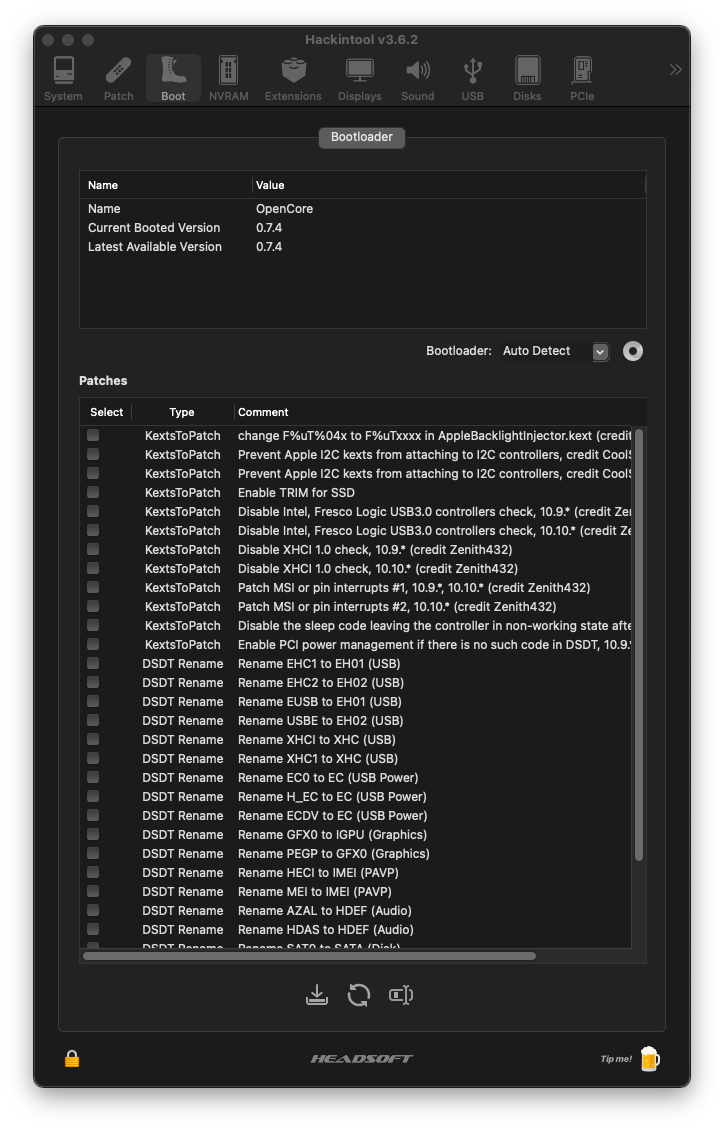 Hackintool v3.6.2
System Patch Boot NVRAM Extensions Displays Sound USB Disks PCIe
Bootloader
Name Value
Name OpenCore
Current Booted Version 0.7.4
Latest Available Version 0.7.4
Bootloader: Auto Detect
Patches
Select Type Comment
KextsToPatch change F%uT%04x to F%uTxxxx in AppleBacklightInjector.kext (credit
KextsToPatch Prevent Apple I2C kexts from attaching to I2C controllers, credit CoolS
KextsToPatch Prevent Apple I2C kexts from attaching to I2C controllers, credit CoolS
KextsToPatch Enable TRIM for SSD
KextsToPatch Disable Intel, Fresco Logic USB3.0 controllers check, 10.9.* (credit Ze
KextsToPatch Disable Intel, Fresco Logic USB3.0 controllers check, 10.10.* (credit Ze
KextsToPatch Disable XHCI 1.0 check, 10.9.* (credit Zenith432)
KextsToPatch Disable XHCI 1.0 check, 10.10.* (credit Zenith432)
KextsToPatch Patch MSI or pin interrupts #1, 10.9.*, 10.10.* (credit Zenith432)
KextsToPatch Patch MSI or pin interrupts #2, 10.10.* (credit Zenith432)
KextsToPatch Disable the sleep code leaving the controller in non-working state afte
KextsToPatch Enable PCI power management if there is no such code in DSDT, 10.9.*
DSDT Rename Rename EHC1 to EH01 (USB)
DSDT Rename Rename EHC2 to EH02 (USB)
DSDT Rename Rename EUSB to EH01 (USB)
DSDT Rename Rename USBE to EH02 (USB)
DSDT Rename Rename XHCI to XHC (USB)
DSDT Rename Rename XHC1 to XHC (USB)
DSDT Rename Rename EC0 to EC (USB Power)
DSDT Rename Rename H_EC to EC (USB Power)
DSDT Rename Rename ECDV to EC (USB Power)
DSDT Rename Rename GFX0 to IGPU (Graphics)
DSDT Rename Rename PEGP to GFX0 (Graphics)
DSDT Rename Rename HECI to IMEI (PAVP)
DSDT Rename Rename MEI to IMEI (PAVP)
DSDT Rename Rename AZAL to HDEF (Audio)
DSDT Rename Rename HDAS to HDEF (Audio)
DSDT Rename Rename SAT0 to SATA (Disk)
HEADSOFT Tip me!